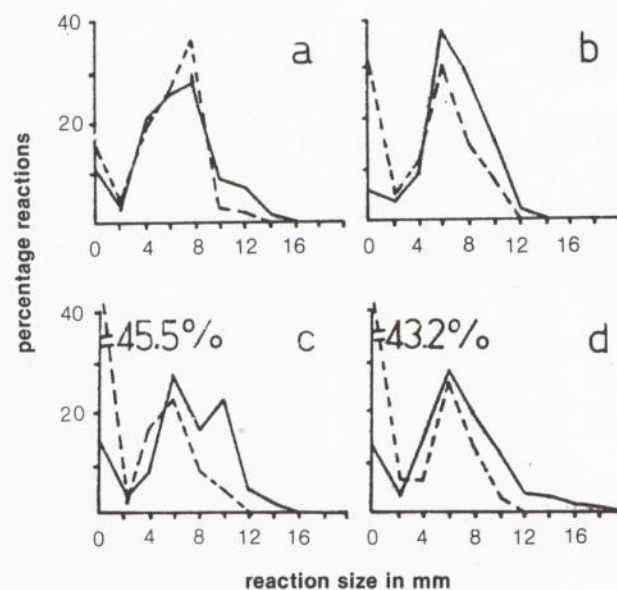 percentage reactions
40
20
a
0 4 8 12 16
b
0 4 8 12 16
40
20
=45.5%
c
0 4 8 12 16
=43.2%
d
0 4 8 12 16
reaction size in mm